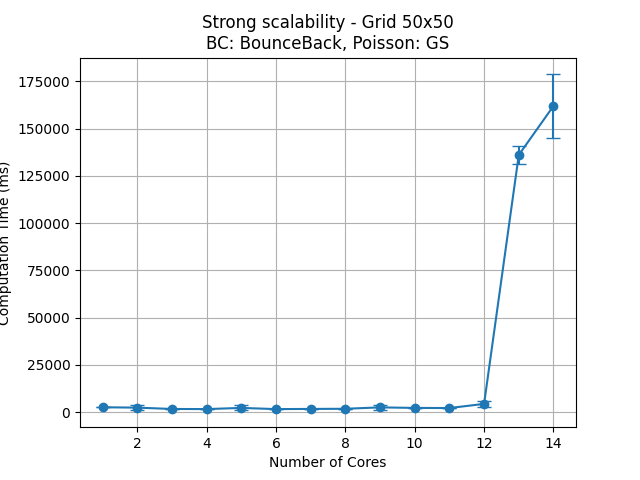 Strong scalability - Grid 50x50
BC: BounceBack, Poisson: GS
Computation Time (ms)
175000
150000
125000
100000
75000
50000
25000
0
2 4 6 8 10 12 14
Number of Cores